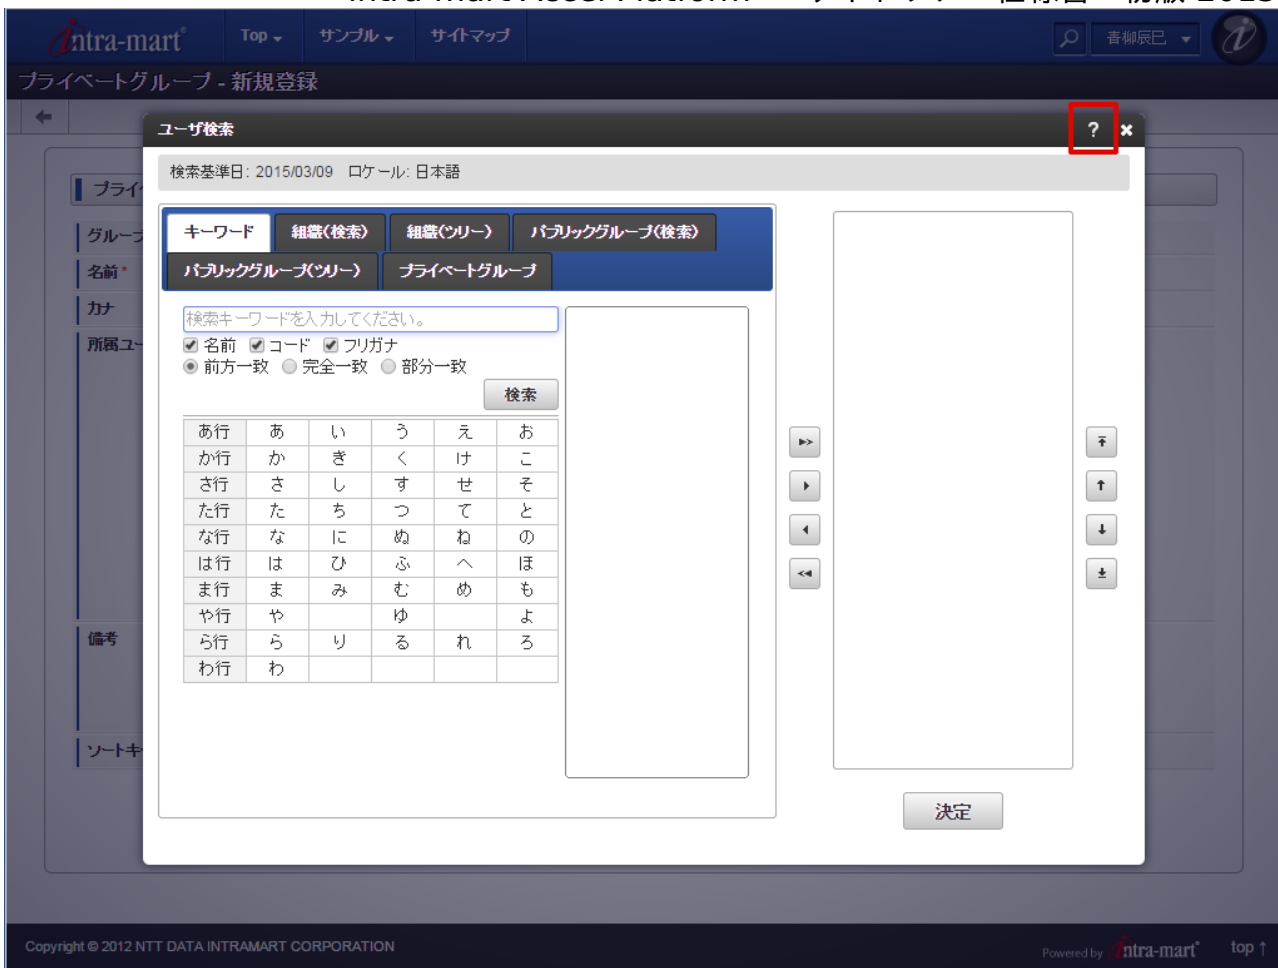 intra-mart
Top
サンプル
サイトマップ
青柳辰巳
プライベートグループ - 新規登録
ユーザ検索
?
検索基準日: 2015/03/09 ロケール: 日本語
プライ
キーワード
組織(検索)
組織(ツリー)
パブリックグループ(検索)
パブリックグループ(ツリー)
プライベートグループ
グループ
名前*
カナ
所属ユー
備考
ソートキ
検索キーワードを入力してください。
名前 コード フリガナ
前方一致 完全一致 部分一致
検索
あ行 あ い う え お
か行 か き く け こ
さ行 さ し す せ そ
た行 た ち つ て と
な行 な に ぬ ね の
は行 は ひ ふ へ ほ
ま行 ま み む め も
や行 や ゆ よ
ら行 ら り る れ ろ
わ行 わ
決定
Copyright © 2012 NTT DATA INTRAMART CORPORATION
Powered by intra-mart
top ↑